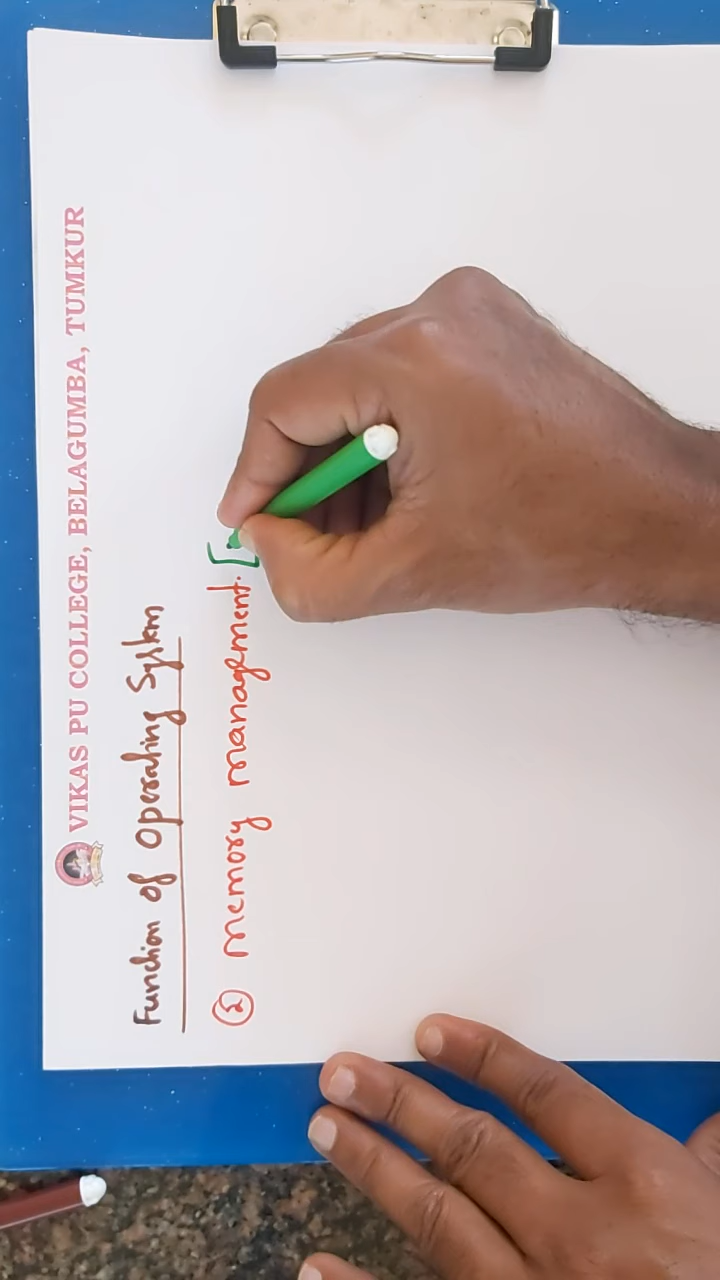 VIKAS PU COLLEGE, BELAGUMBA, TUMKUR
Function of Operating System
② Memory management. [